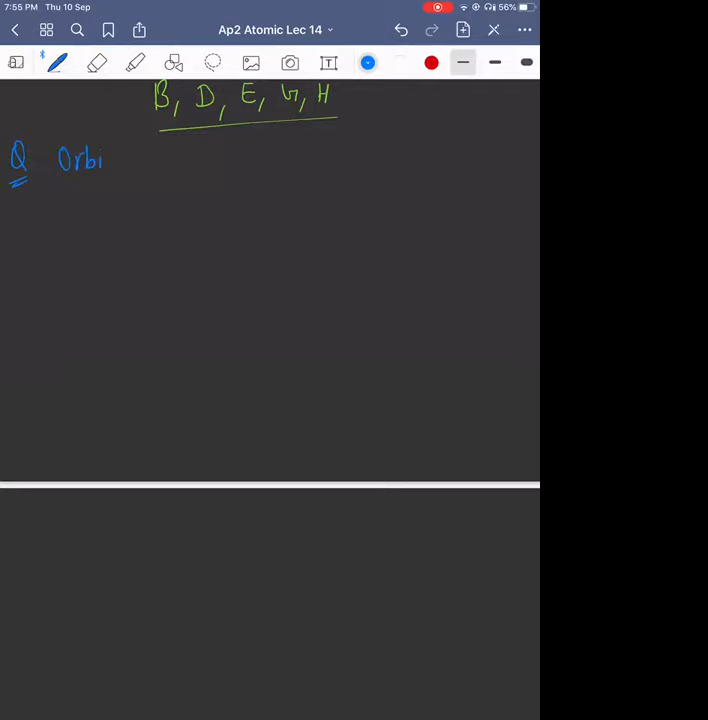 7:55 PM Thu 10 Sep 56%
Ap2 Atomic Lec 14
T
B, D, E, G, H
Q Orbi